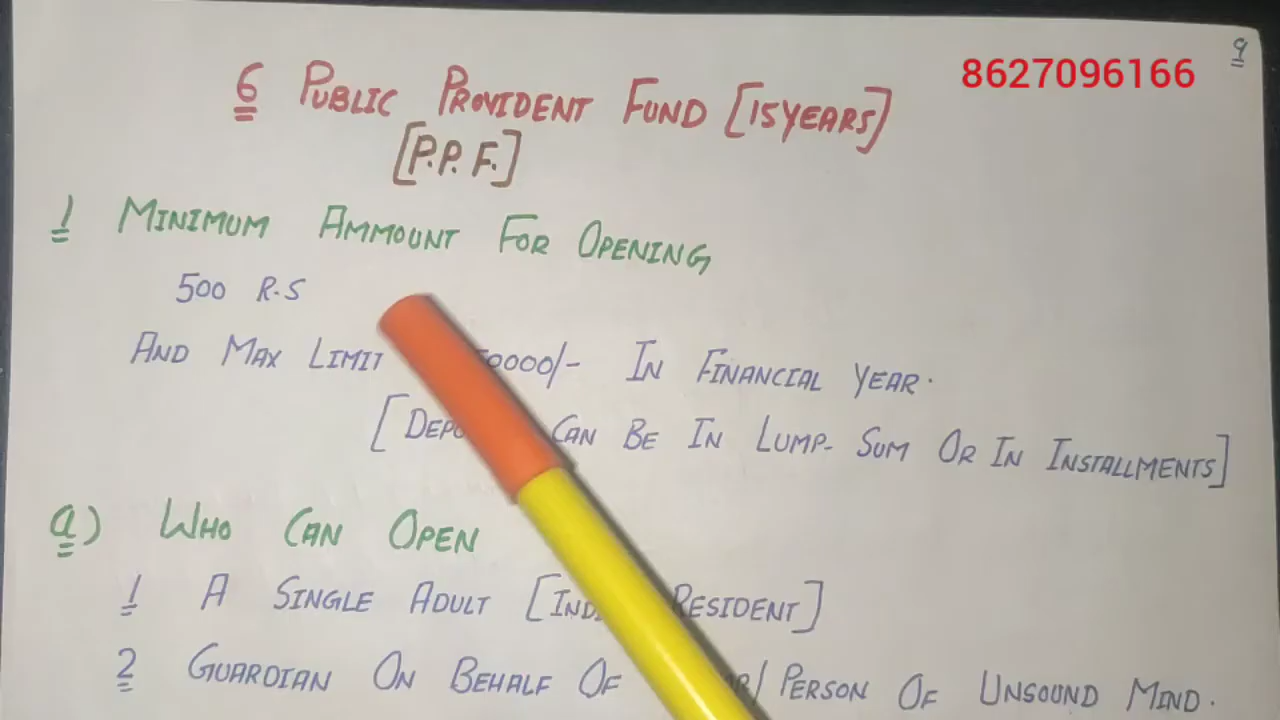 9
8627096166
6 PUBLIC PROVIDENT FUND [15YEARS]
[P.P.F.]
1 MINIMUM AMMOUNT FOR OPENING
500 R.S
AND MAX LIMIT 0000/- IN FINANCIAL YEAR.
[ CAN BE IN LUMP- SUM OR IN INSTALLMENTS]
a) WHO CAN OPEN
1 A SINGLE ADULT [ RESIDENT]
2 GUARDIAN ON BEHALF OF / PERSON OF UNSOUND MIND.